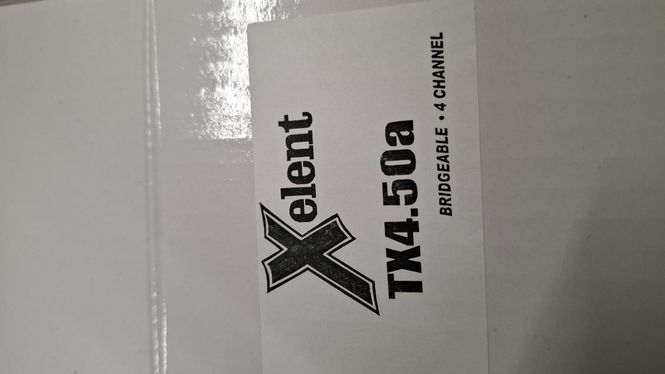 Xelent
TX4.50a
BRIDGEABLE • 4 CHANNEL